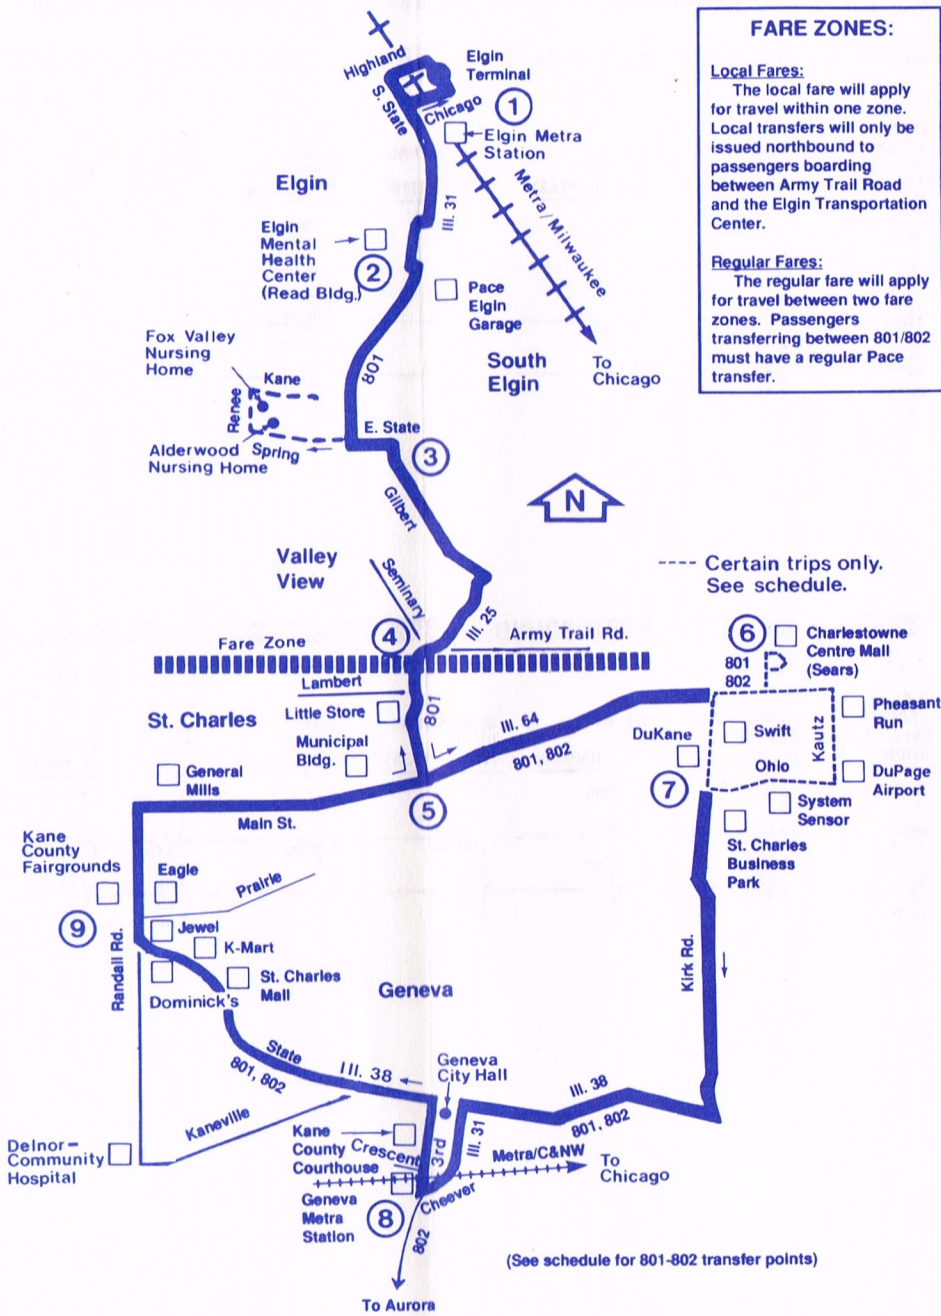 FARE ZONES:
Local Fares:
The local fare will apply
for travel within one zone.
Local transfers will only be
issued northbound to
passengers boarding
between Army Trail Road
and the Elgin Transportation
Center.
Regular Fares:
The regular fare will apply
for travel between two fare
zones. Passengers
transferring between 801/802
must have a regular Pace
transfer.
Highland
Elgin
Terminal
S. State
Chicago
1
Elgin Metra
Station
Elgin
Metra/Milwaukee
Ill. 31
Elgin
Mental
Health
Center
(Read Bldg.)
2
Pace
Elgin
Garage
Fox Valley
Nursing
Home
801
South
Elgin
To
Chicago
Kane
Renee
E. State
Alderwood
Nursing Home
Spring
3
Gilbert
N
Valley
View
Seminary
---- Certain trips only.
See schedule.
Ill. 25
4
Fare Zone
Army Trail Rd.
6
Charlestowne
Centre Mall
(Sears)
801
802
Lambert
St. Charles
Little Store
801
Ill. 64
801, 802
Municipal
Bldg.
DuKane
Swift
Kautz
Pheasant
Run
General
Mills
Ohio
7
DuPage
Airport
Main St.
5
System
Sensor
St. Charles
Business
Park
Kane
County
Fairgrounds
Eagle
Prairie
9
Jewel
K-Mart
Randall Rd.
Dominick's
St. Charles
Mall
Geneva
Kirk Rd.
State
801, 802
Ill. 38
Geneva
City Hall
Ill. 38
801, 802
Kaneville
Delnor-
Community
Hospital
Kane
County
Courthouse
Crescent
3rd
Ill. 31
Metra/C&NW
To
Chicago
Geneva
Metra
Station
8
Cheever
802
(See schedule for 801-802 transfer points)
To Aurora